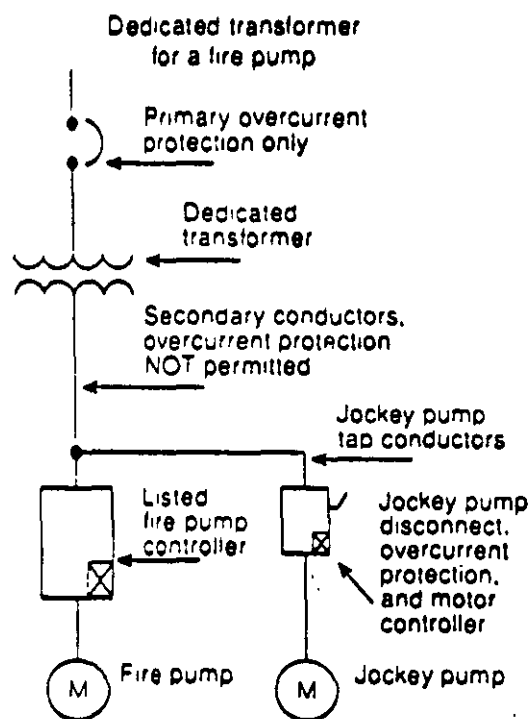 Dedicated transformer
for a fire pump
Primary overcurrent
protection only
Dedicated
transformer
Secondary conductors,
overcurrent protection
NOT permitted
Jockey pump
tap conductors
Listed
fire pump
controller
Jockey pump
disconnect,
overcurrent
protection,
and motor
controller
M
Fire pump
M
Jockey pump